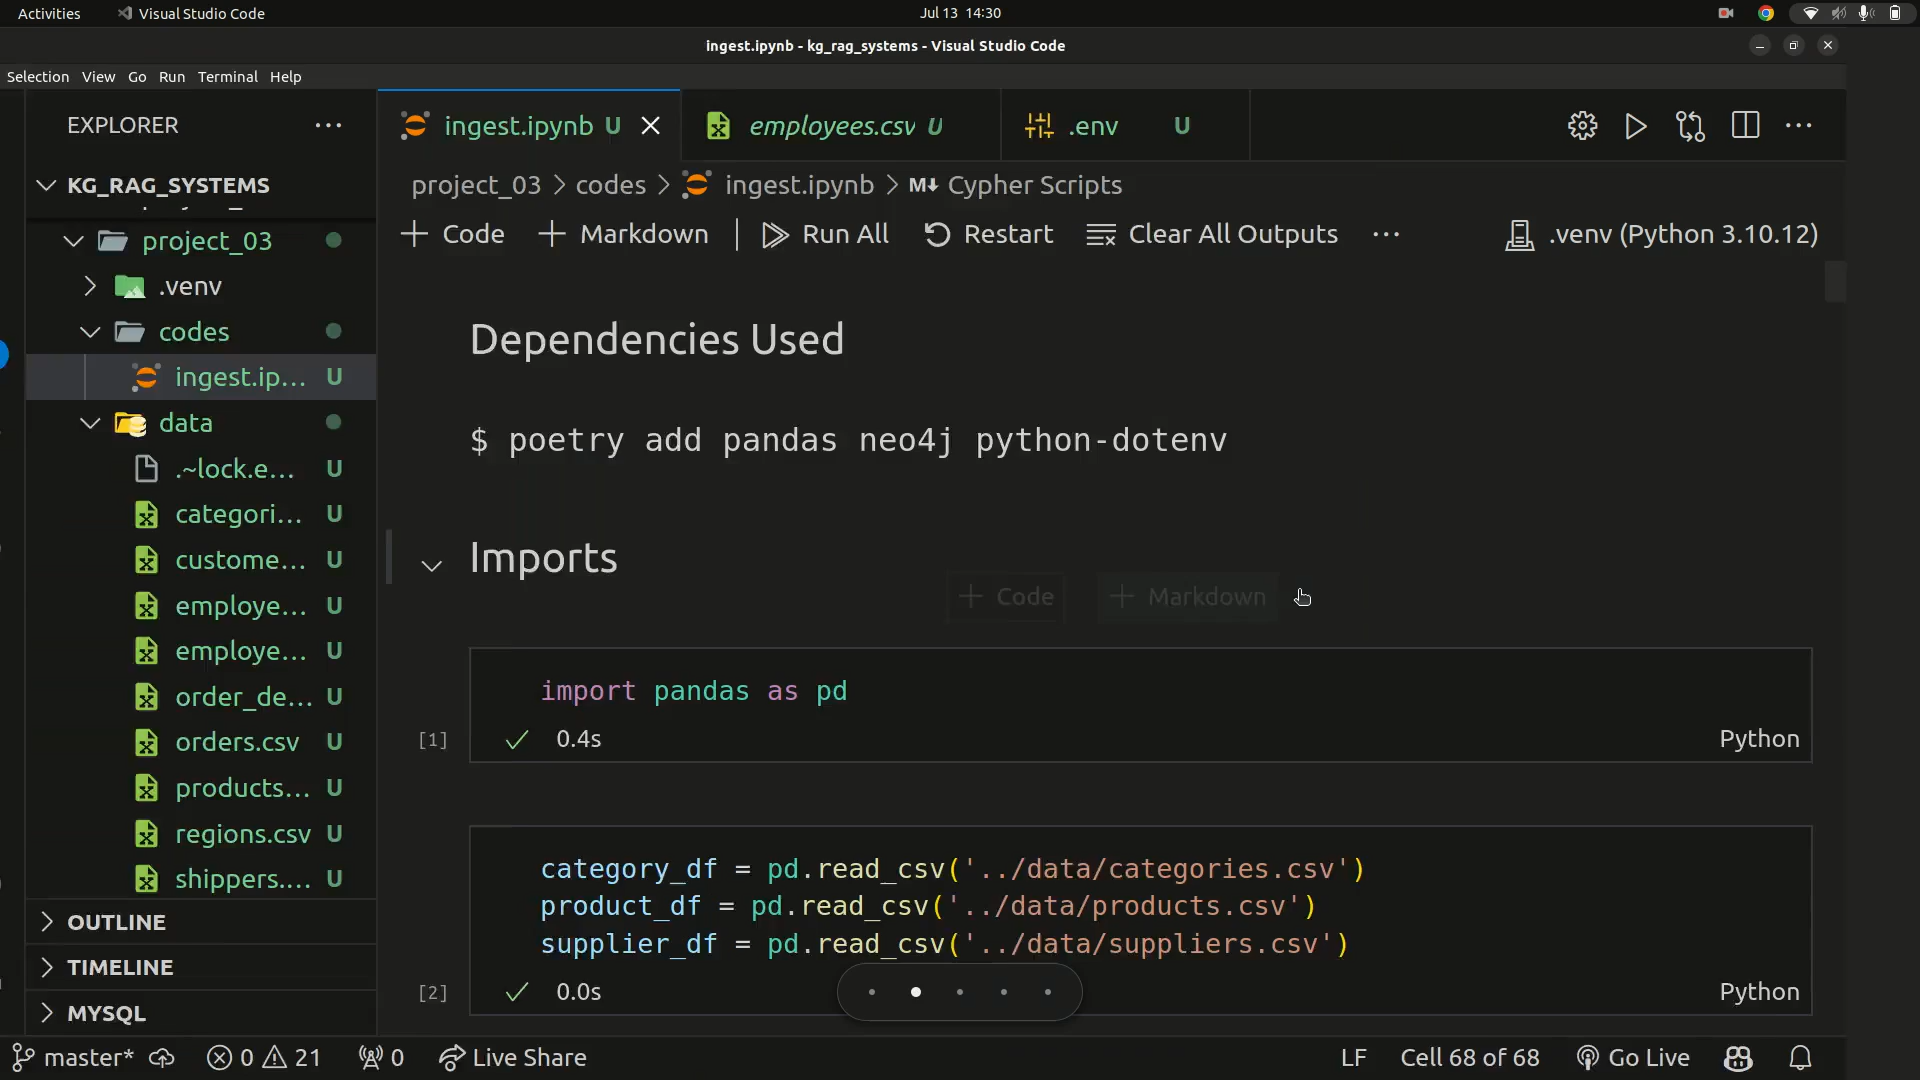 Activities
Visual Studio Code
Jul 13 14:30
ingest.ipynb - kg_rag_systems - Visual Studio Code
Selection View Go Run Terminal Help
EXPLORER
KG_RAG_SYSTEMS
project_03
.venv
codes
ingest.ip... U
data
.~lock.e... U
categori... U
custome... U
employe... U
employe... U
order_de... U
orders.csv U
products... U
regions.csv U
shippers.... U
OUTLINE
TIMELINE
MYSQL
ingest.ipynb U
employees.csv U
.env U
project_03 > codes > ingest.ipynb > M↓ Cypher Scripts
+ Code + Markdown | Run All Restart Clear All Outputs ...
.venv (Python 3.10.12)
Dependencies Used
$ poetry add pandas neo4j python-dotenv
Imports
+ Code + Markdown
import pandas as pd
[1] 0.4s Python
category_df = pd.read_csv('../data/categories.csv')
product_df = pd.read_csv('../data/products.csv')
supplier_df = pd.read_csv('../data/suppliers.csv')
[2] 0.0s Python
master* 0 21 0 Live Share
LF Cell 68 of 68 Go Live